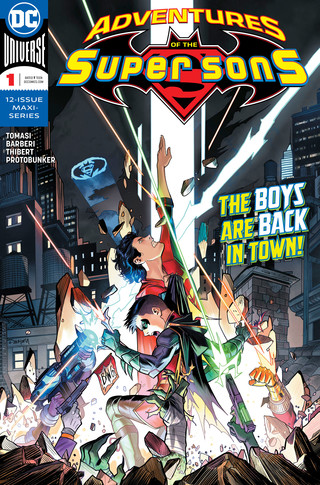 DC
UNIVERSE
1
12-ISSUE
MAXI-
SERIES
TOMASI
BARBERI
THIBERT
PROTOBUNKER
ADVENTURES
OF THE
SUPER SONS
THE BOYS
ARE BACK
IN TOWN!